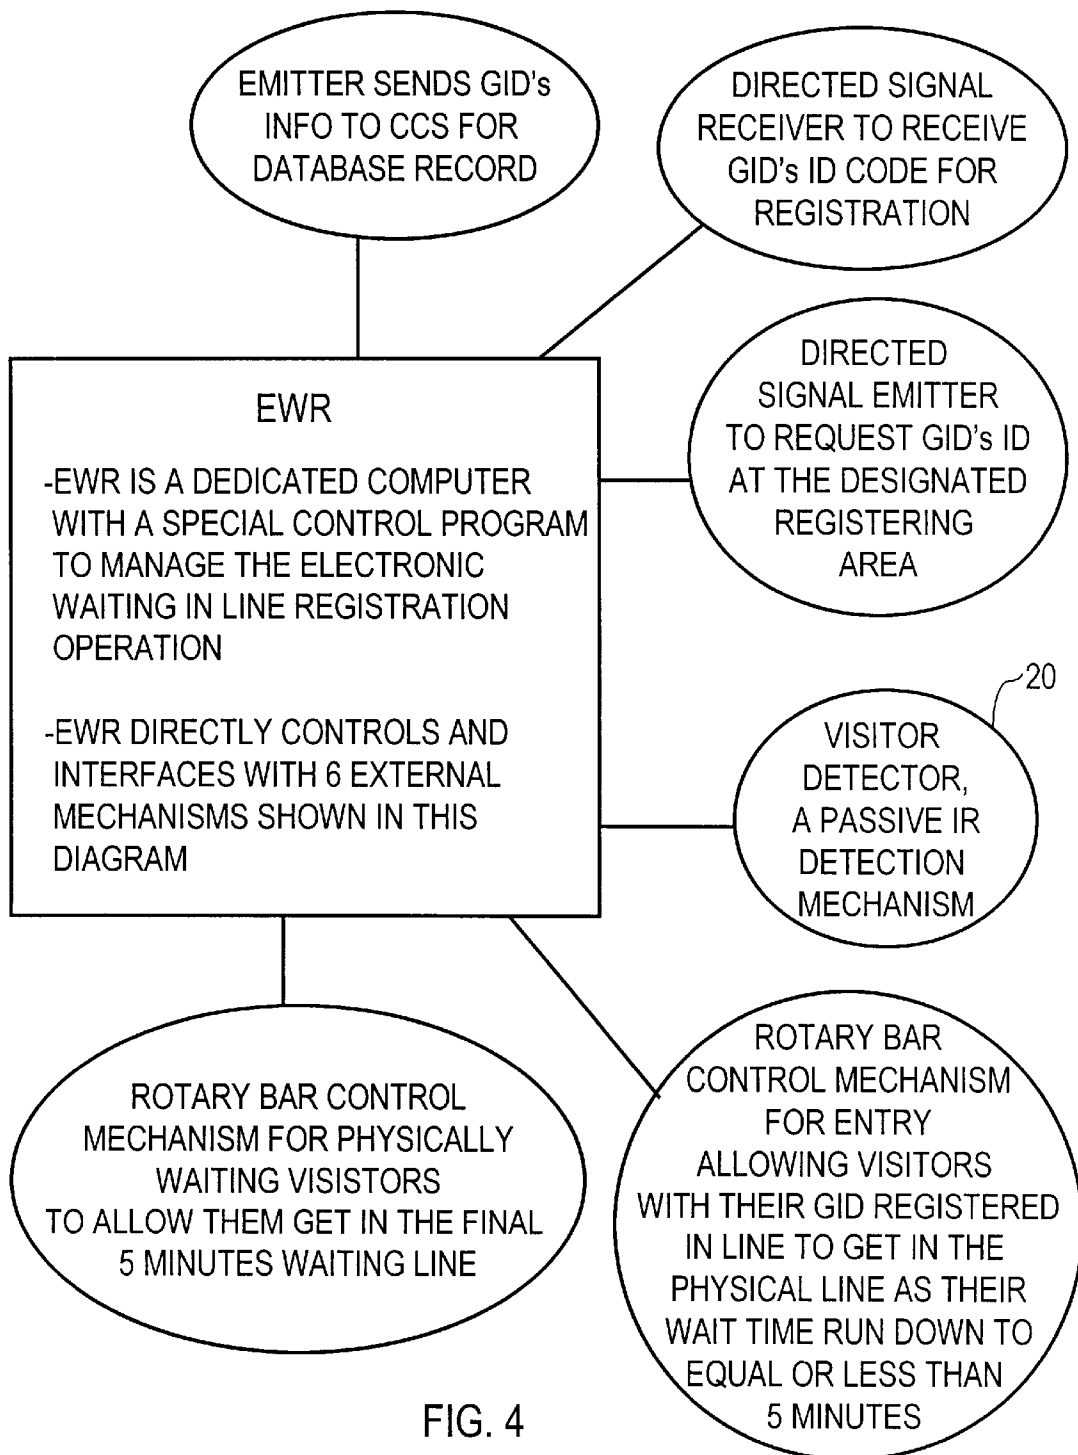 EMITTER SENDS GID's
INFO TO CCS FOR
DATABASE RECORD
DIRECTED SIGNAL
RECEIVER TO RECEIVE
GID's ID CODE FOR
REGISTRATION
DIRECTED
SIGNAL EMITTER
TO REQUEST GID's ID
AT THE DESIGNATED
REGISTERING
AREA
EWR
-EWR IS A DEDICATED COMPUTER
WITH A SPECIAL CONTROL PROGRAM
TO MANAGE THE ELECTRONIC
WAITING IN LINE REGISTRATION
OPERATION
-EWR DIRECTLY CONTROLS AND
INTERFACES WITH 6 EXTERNAL
MECHANISMS SHOWN IN THIS
DIAGRAM
20
VISITOR
DETECTOR,
A PASSIVE IR
DETECTION
MECHANISM
ROTARY BAR CONTROL
MECHANISM FOR PHYSICALLY
WAITING VISISTORS
TO ALLOW THEM GET IN THE FINAL
5 MINUTES WAITING LINE
ROTARY BAR
CONTROL MECHANISM
FOR ENTRY
ALLOWING VISITORS
WITH THEIR GID REGISTERED
IN LINE TO GET IN THE
PHYSICAL LINE AS THEIR
WAIT TIME RUN DOWN TO
EQUAL OR LESS THAN
5 MINUTES
FIG. 4